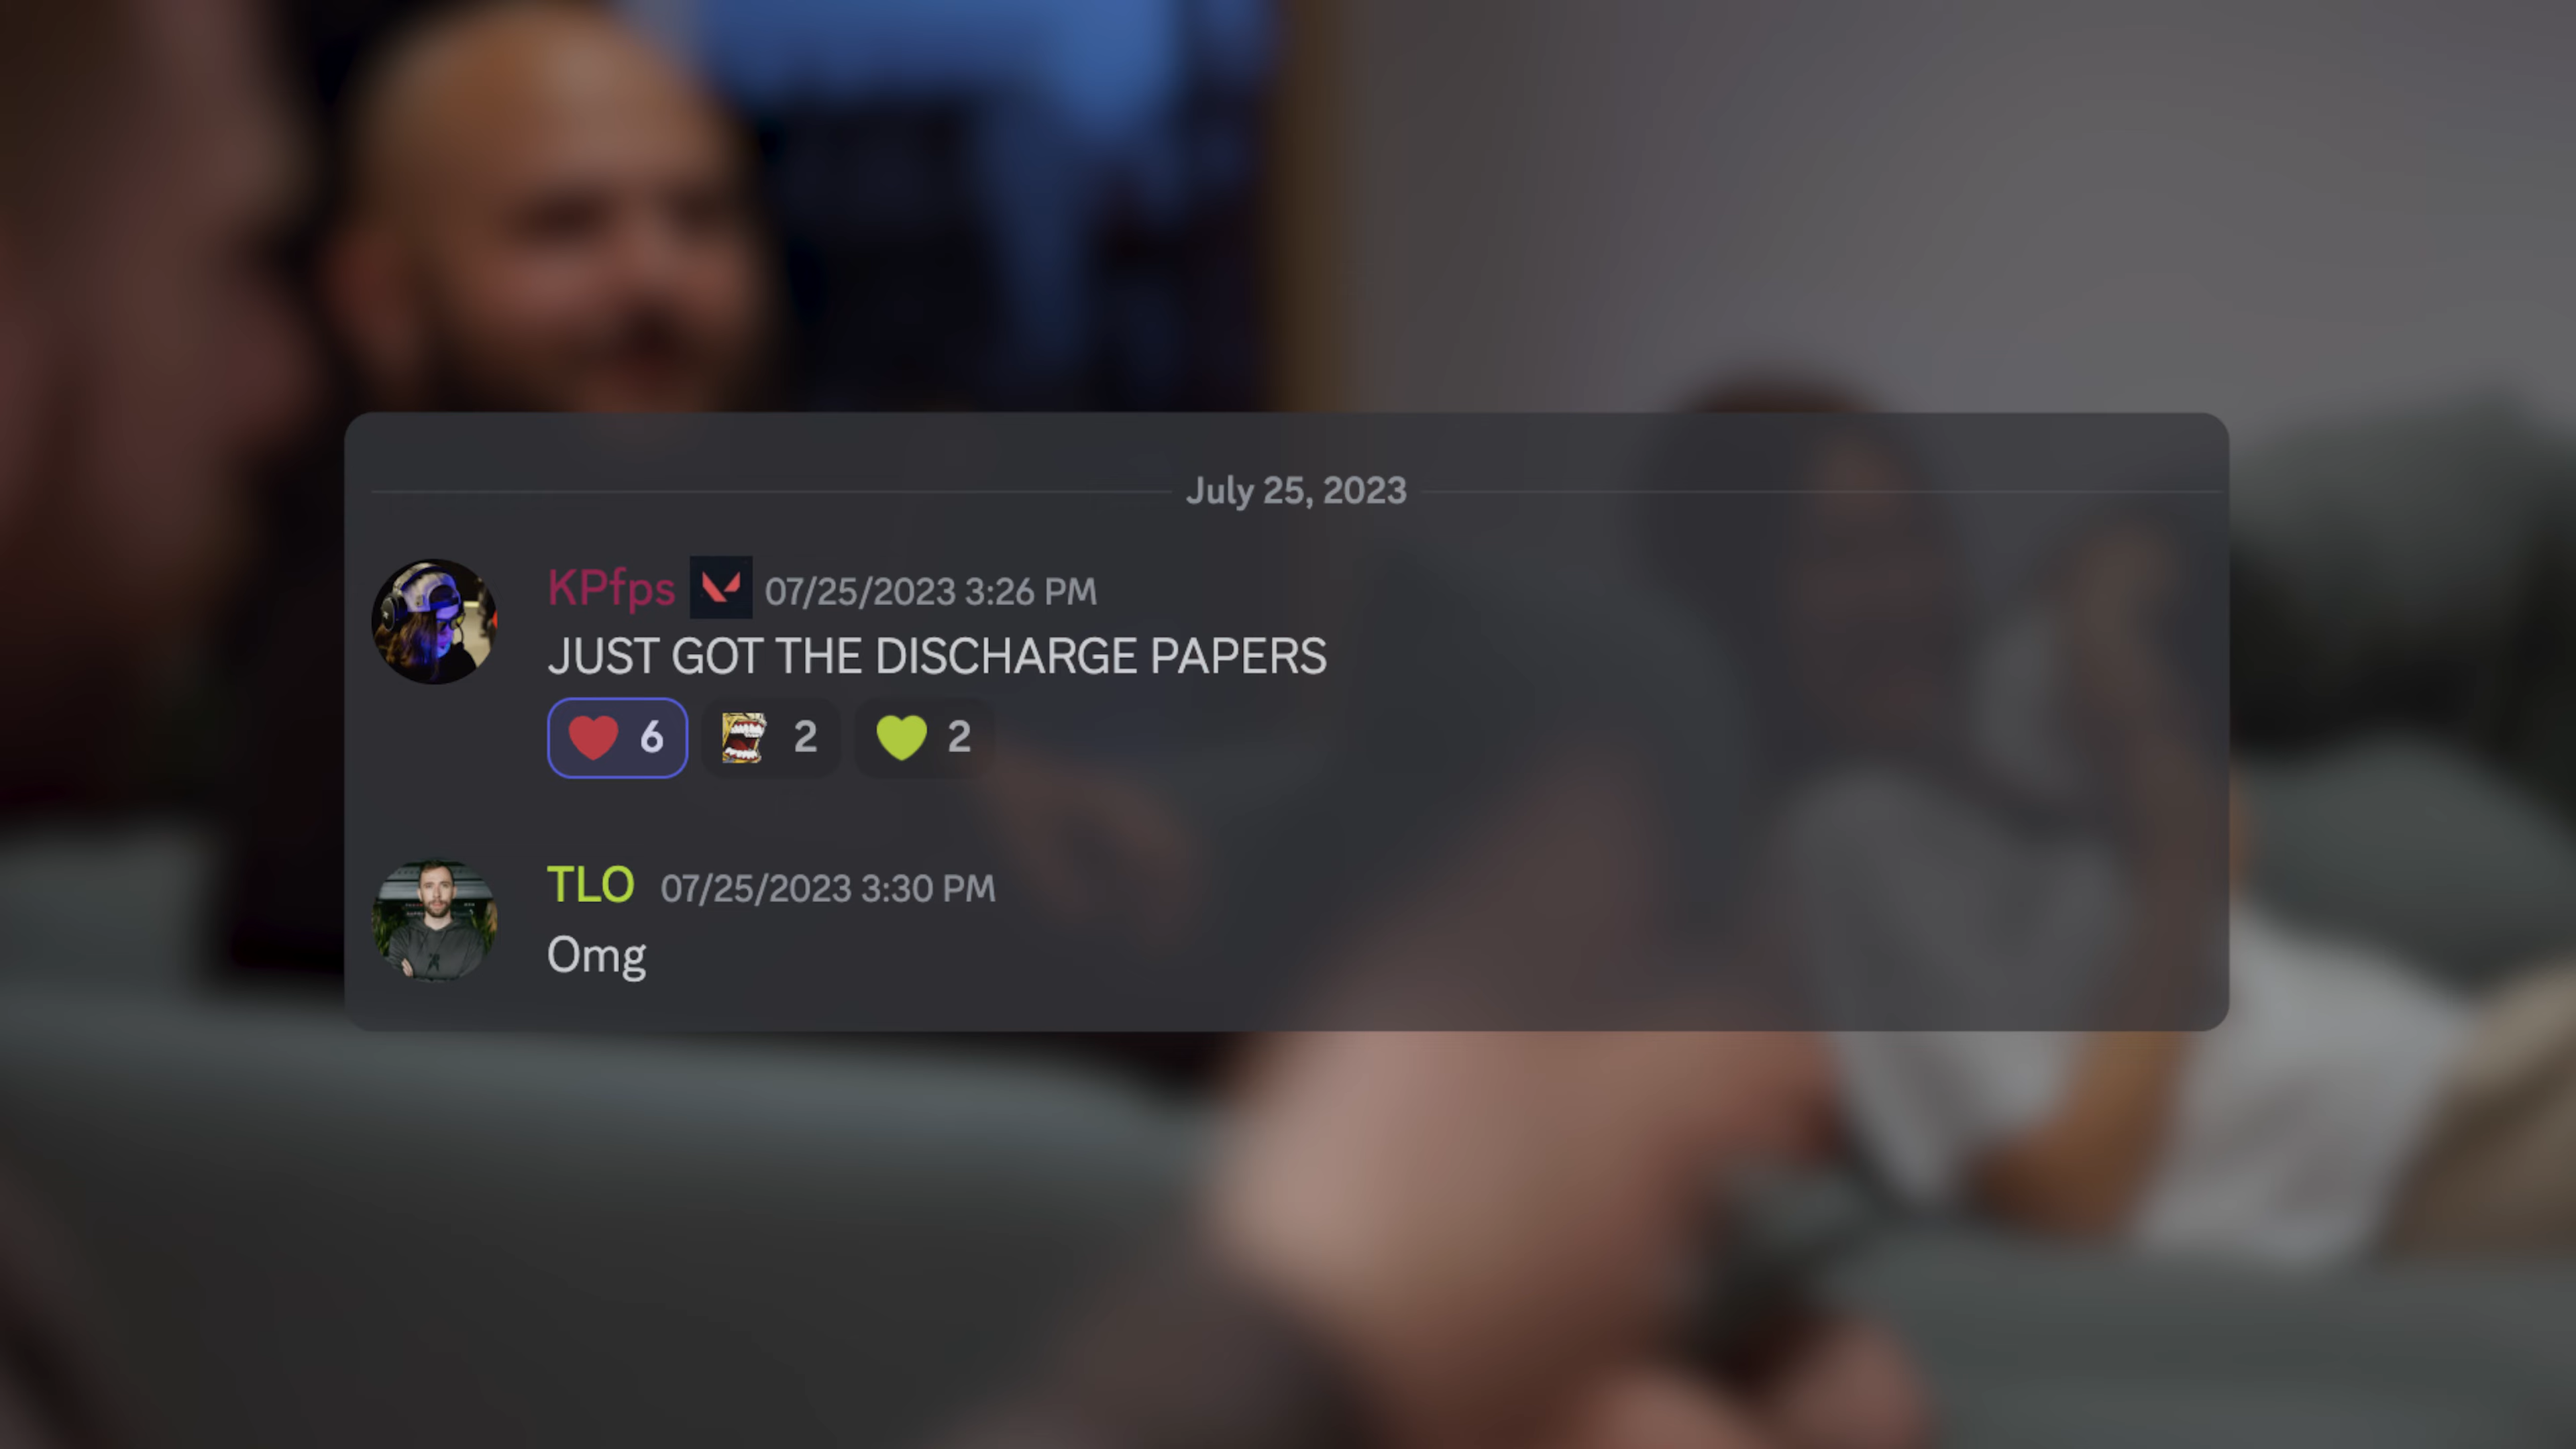 July 25, 2023
KPfps 07/25/2023 3:26 PM
JUST GOT THE DISCHARGE PAPERS
6 2 2
TLO 07/25/2023 3:30 PM
Omg